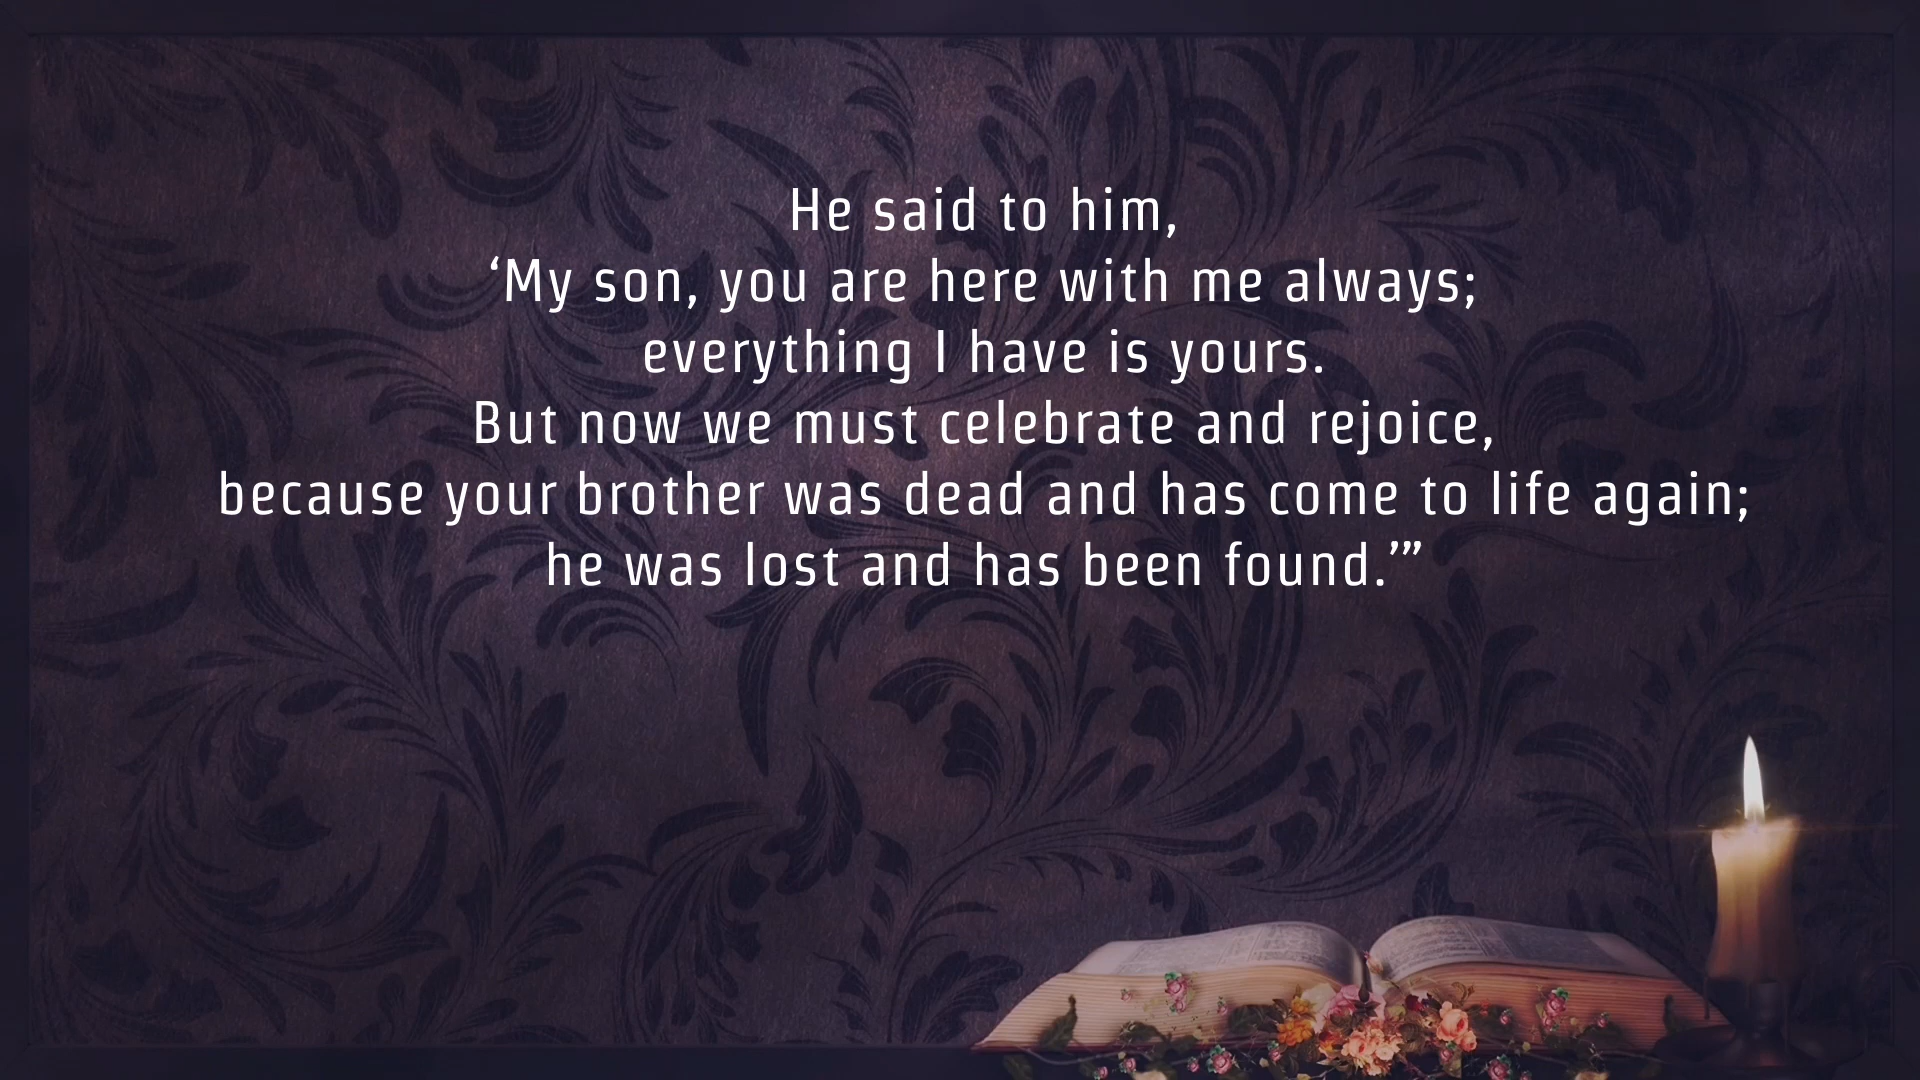 He said to him,
‘My son, you are here with me always;
everything I have is yours.
But now we must celebrate and rejoice,
because your brother was dead and has come to life again;
he was lost and has been found.’”